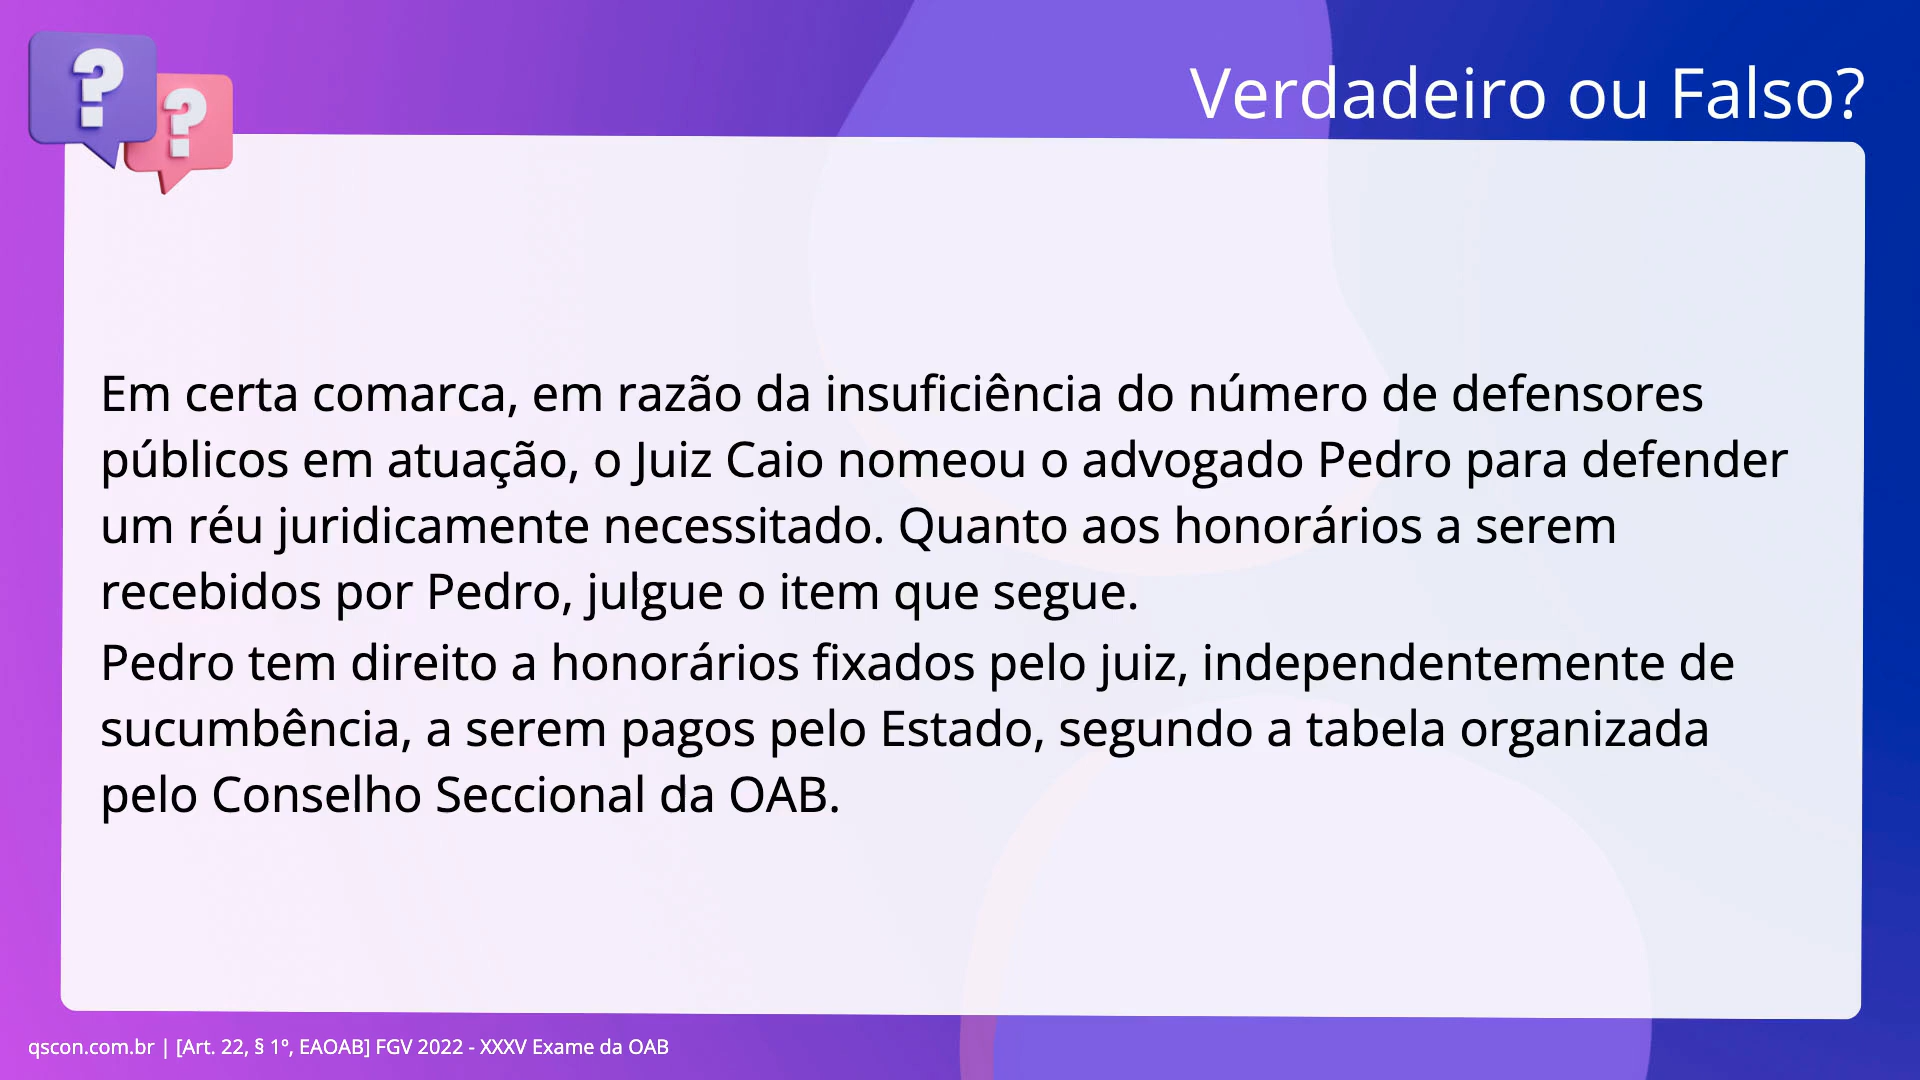 Verdadeiro ou Falso?
Em certa comarca, em razão da insuficiência do número de defensores
públicos em atuação, o Juiz Caio nomeou o advogado Pedro para defender
um réu juridicamente necessitado. Quanto aos honorários a serem
recebidos por Pedro, julgue o item que segue.
Pedro tem direito a honorários fixados pelo juiz, independentemente de
sucumbência, a serem pagos pelo Estado, segundo a tabela organizada
pelo Conselho Seccional da OAB.
qscon.com.br | [Art. 22, § 1º, EAOAB] FGV 2022 - XXXV Exame da OAB